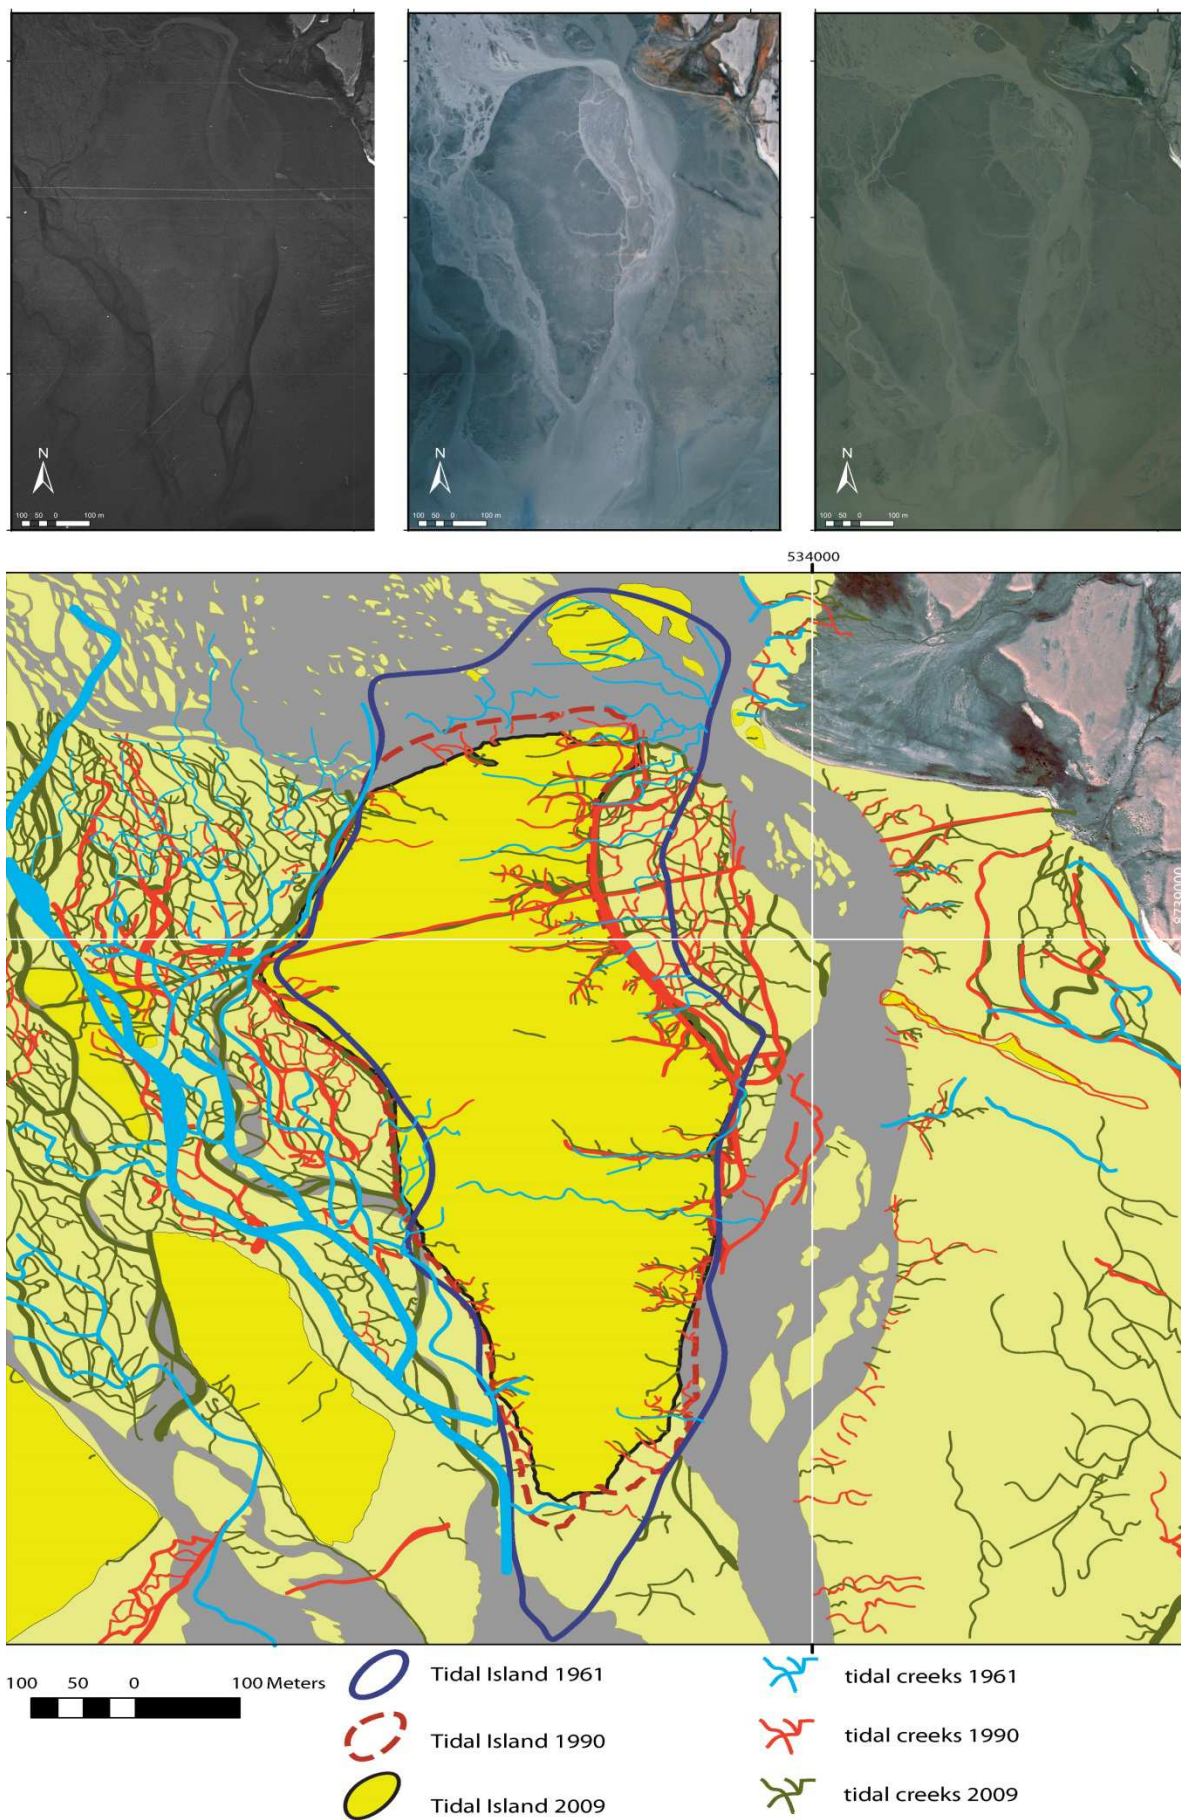 N
N
N
100 50 0 100 m
100 50 0 100 m
100 50 0 100 m
534000
8772000
100 50 0 100 Meters
Tidal Island 1961
tidal creeks 1961
Tidal Island 1990
tidal creeks 1990
Tidal Island 2009
tidal creeks 2009